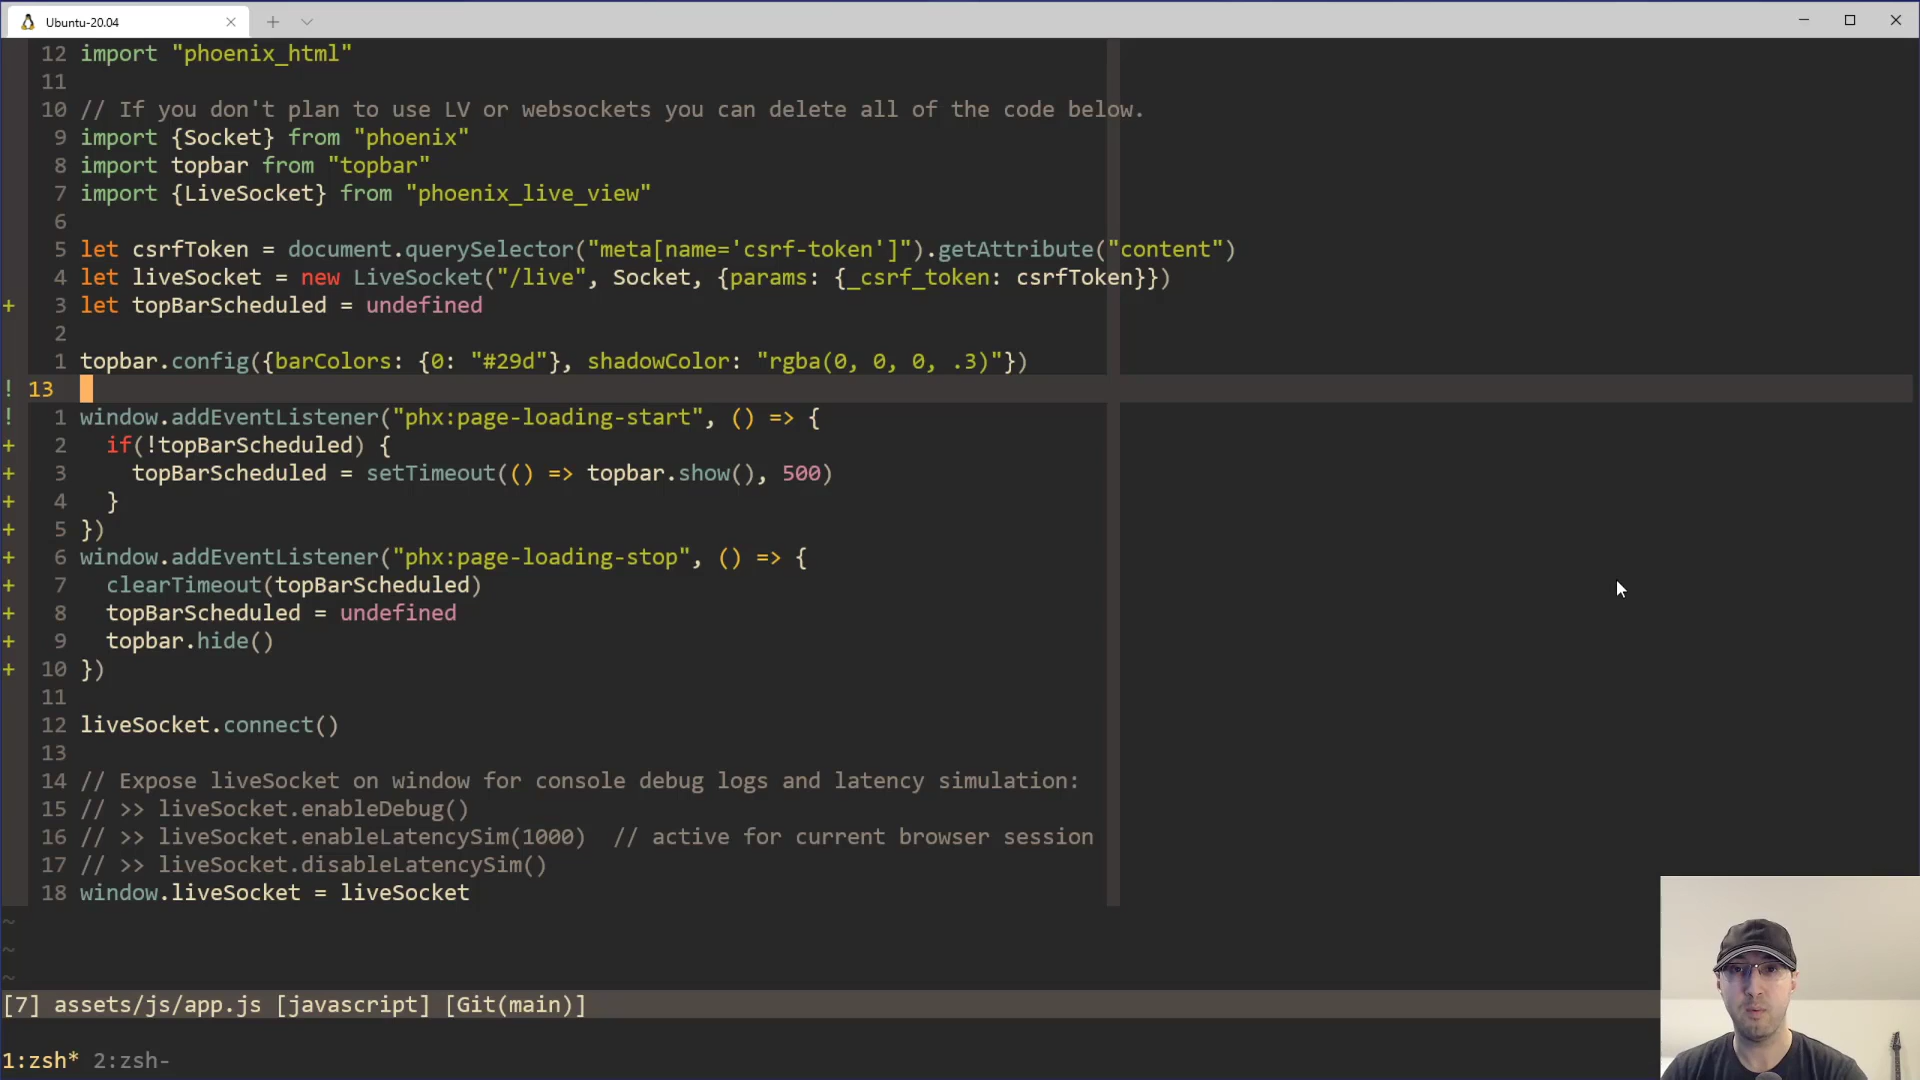 Ubuntu-20.04
12 import "phoenix_html"
11
10 // If you don't plan to use LV or websockets you can delete all of the code below.
9 import {Socket} from "phoenix"
8 import topbar from "topbar"
7 import {LiveSocket} from "phoenix_live_view"
6
5 let csrfToken = document.querySelector("meta[name='csrf-token']").getAttribute("content")
4 let liveSocket = new LiveSocket("/live", Socket, {params: {_csrf_token: csrfToken}})
+ 3 let topBarScheduled = undefined
2
1 topbar.config({barColors: {0: "#29d"}, shadowColor: "rgba(0, 0, 0, .3)"})
! 13
! 1 window.addEventListener("phx:page-loading-start", () => {
+ 2   if(!topBarScheduled) {
+ 3     topBarScheduled = setTimeout(() => topbar.show(), 500)
+ 4   }
+ 5 })
+ 6 window.addEventListener("phx:page-loading-stop", () => {
+ 7   clearTimeout(topBarScheduled)
+ 8   topBarScheduled = undefined
+ 9   topbar.hide()
+ 10 })
11
12 liveSocket.connect()
13
14 // Expose liveSocket on window for console debug logs and latency simulation:
15 // >> liveSocket.enableDebug()
16 // >> liveSocket.enableLatencySim(1000)  // active for current browser session
17 // >> liveSocket.disableLatencySim()
18 window.liveSocket = liveSocket
~
~
~
[7] assets/js/app.js [javascript] [Git(main)]
1:zsh* 2:zsh-